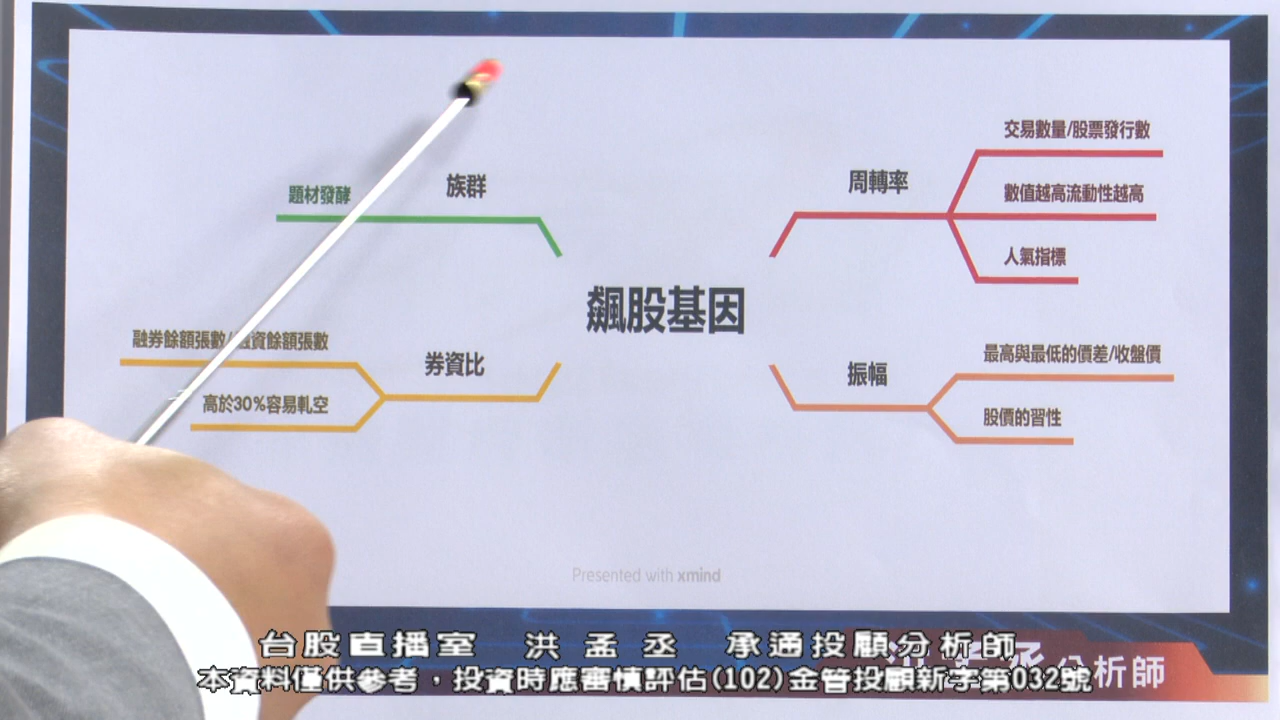 題材發酵
族群
融券餘額張數/
資餘額張數
高於30%容易軋空
券資比
飆股基因
周轉率
交易數量/股票發行數
數值越高流動性越高
人氣指標
振幅
最高與最低的價差/收盤價
股價的習性
Presented with xmind
台股直播室 洪孟丞 承通投顧分析師
本資料僅供參考，投資時應審慎評估(102)金管投顧新字第032號
丞分析師